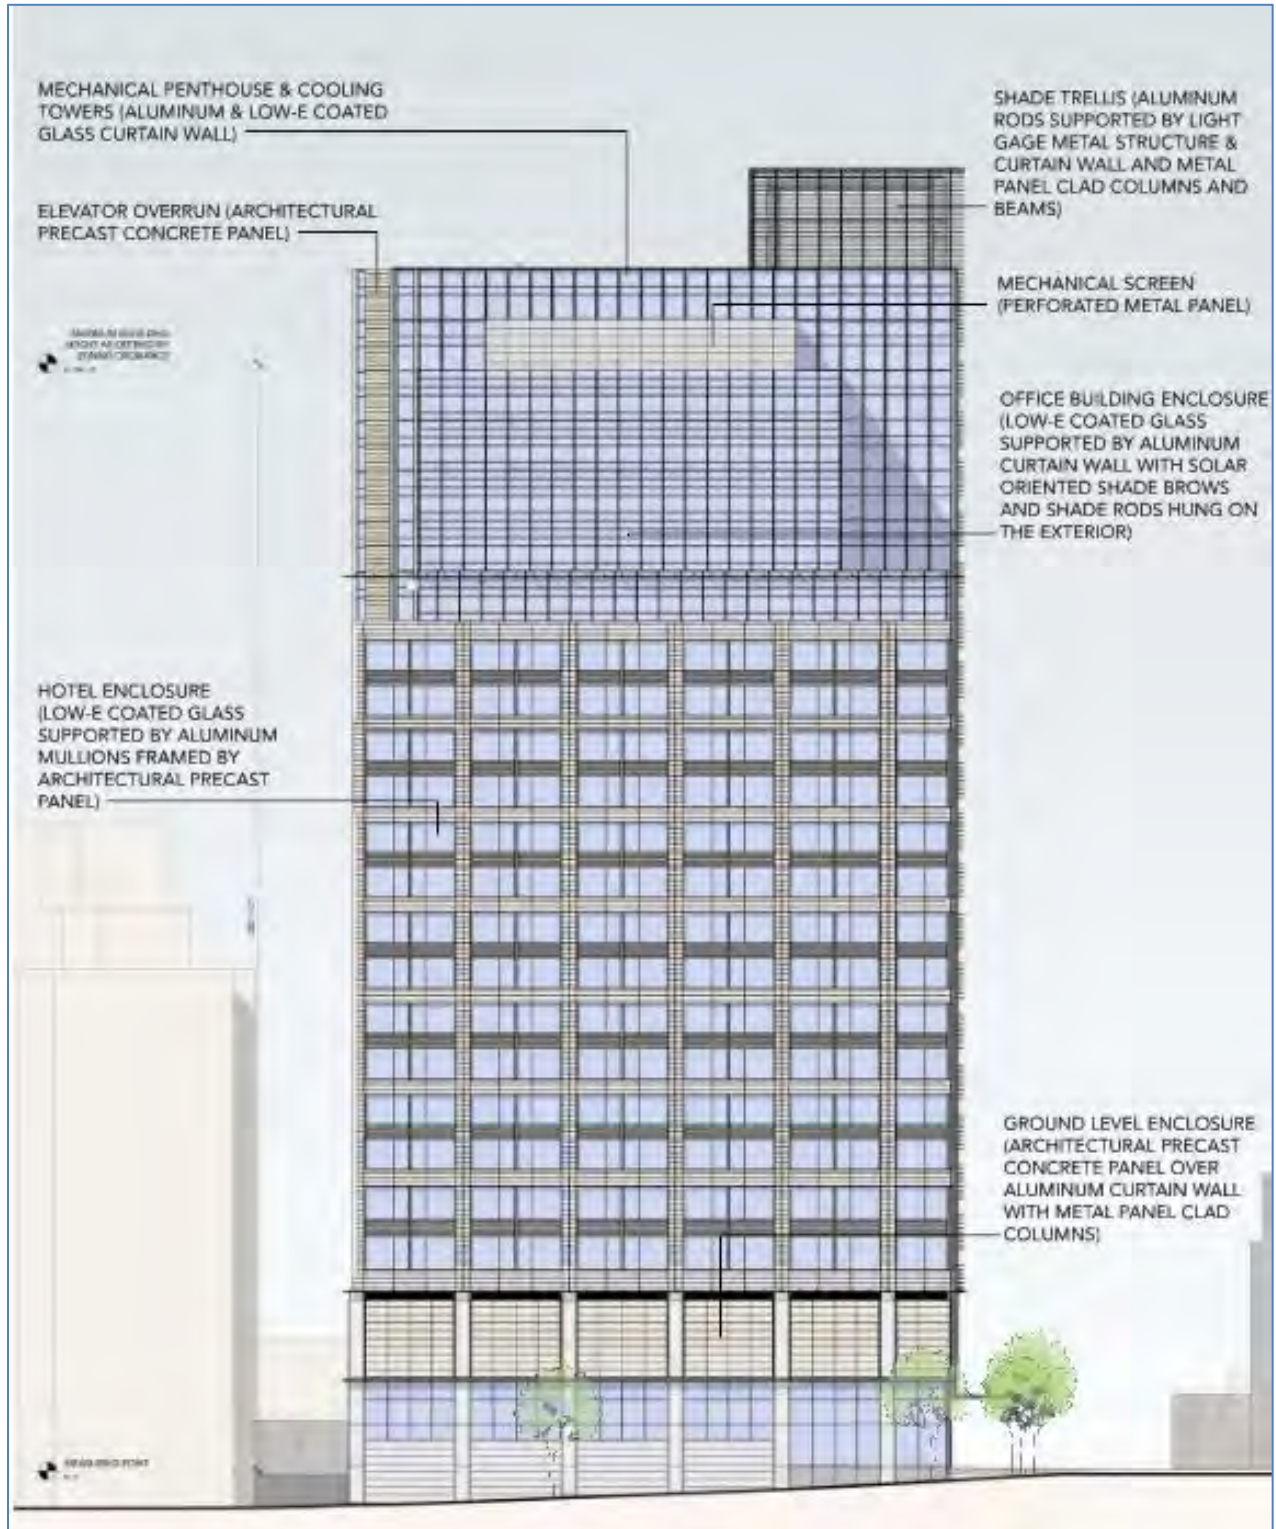 MECHANICAL PENTHOUSE & COOLING
TOWERS (ALUMINUM & LOW-E COATED
GLASS CURTAIN WALL)
ELEVATOR OVERRUN (ARCHITECTURAL
PRECAST CONCRETE PANEL)
HOTEL ENCLOSURE
(LOW-E COATED GLASS
SUPPORTED BY ALUMINUM
MULLIONS FRAMED BY
ARCHITECTURAL PRECAST
PANEL)
SHADE TRELLIS (ALUMINUM
RODS SUPPORTED BY LIGHT
GAGE METAL STRUCTURE &
CURTAIN WALL AND METAL
PANEL CLAD COLUMNS AND
BEAMS)
MECHANICAL SCREEN
(PERFORATED METAL PANEL)
OFFICE BUILDING ENCLOSURE
(LOW-E COATED GLASS
SUPPORTED BY ALUMINUM
CURTAIN WALL WITH SOLAR
ORIENTED SHADE BROWS
AND SHADE RODS HUNG ON
THE EXTERIOR)
GROUND LEVEL ENCLOSURE
(ARCHITECTURAL PRECAST
CONCRETE PANEL OVER
ALUMINUM CURTAIN WALL
WITH METAL PANEL CLAD
COLUMNS)